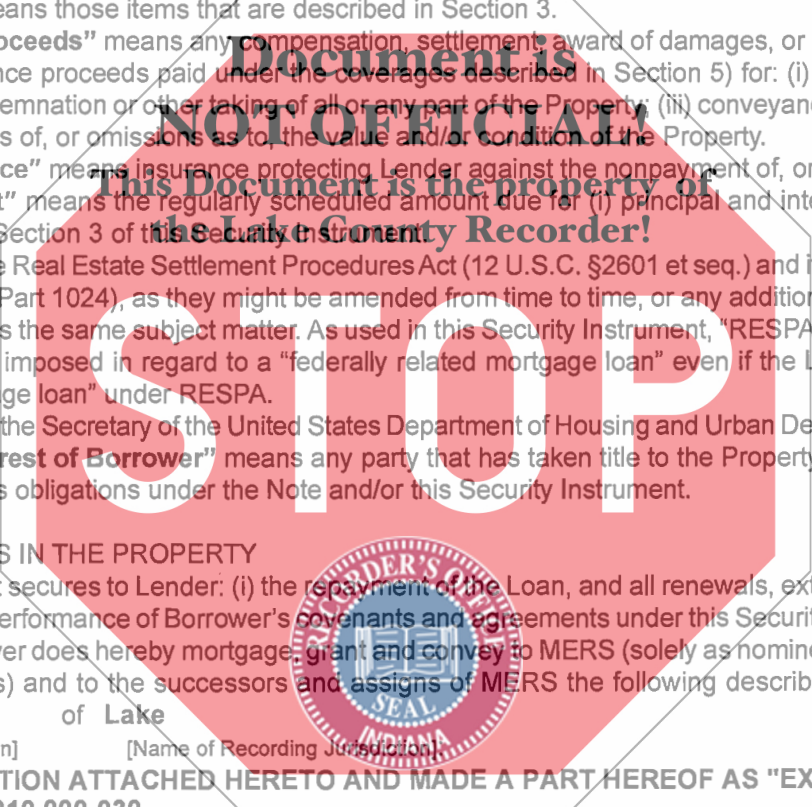 eans those items that are described in Section 3.
oceeds” means any compensation, settlement, award of damages, or
Document is
nce proceeds paid under the coverages described in Section 5) for: (i)
emnation or other taking of all or any part of the Property; (iii) conveyan
NOT OFFICIAL!
s of, or omissions as to, the value and/or condition of the Property.
ce” means insurance protecting Lender against the nonpayment of, or
This Document is the property of
t” means the regularly scheduled amount due for (i) principal and inte
the Lake County Recorder!
Section 3 of this Security Instrument.
e Real Estate Settlement Procedures Act (12 U.S.C. §2601 et seq.) and i
Part 1024), as they might be amended from time to time, or any addition
s the same subject matter. As used in this Security Instrument, “RESPA
imposed in regard to a “federally related mortgage loan” even if the L
ge loan” under RESPA.
STOP
the Secretary of the United States Department of Housing and Urban De
rest of Borrower” means any party that has taken title to the Property
s obligations under the Note and/or this Security Instrument.
S IN THE PROPERTY
t secures to Lender: (i) the repayment of the Loan, and all renewals, ext
erformance of Borrower’s covenants and agreements under this Securit
er does hereby mortgage, grant and convey to MERS (solely as nomine
s) and to the successors and assigns of MERS the following describ
of Lake
n] [Name of Recording Jurisdiction]:
TION ATTACHED HERETO AND MADE A PART HEREOF AS "EX
RECORDER'S OFFICE
SEAL
INDIANA